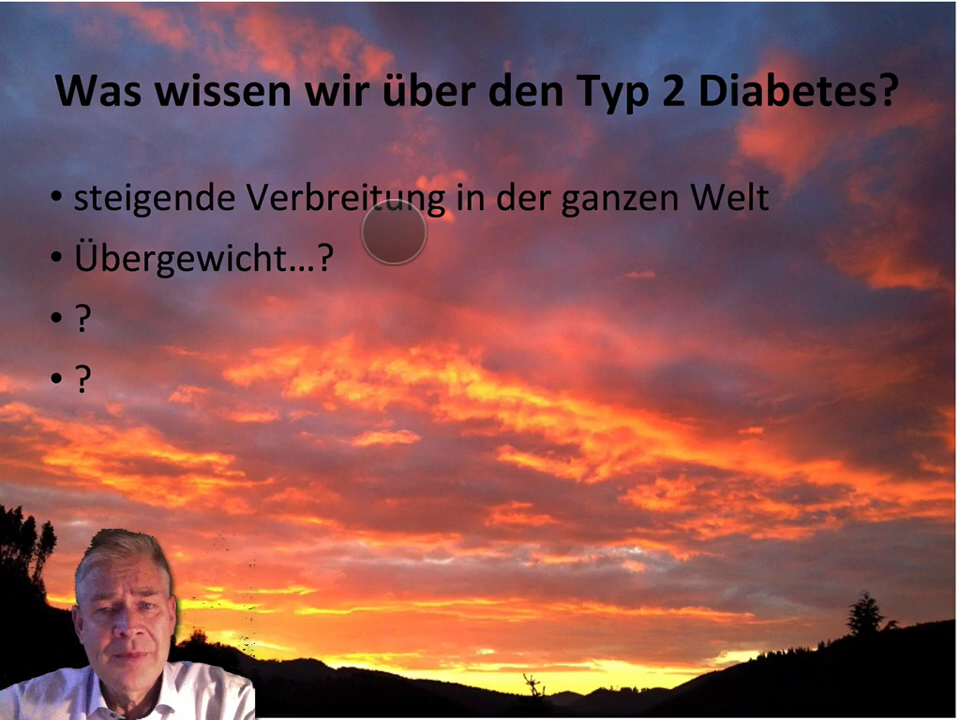 Was wissen wir über den Typ 2 Diabetes?
• steigende Verbreitung in der ganzen Welt
• Übergewicht…?
• ?
• ?